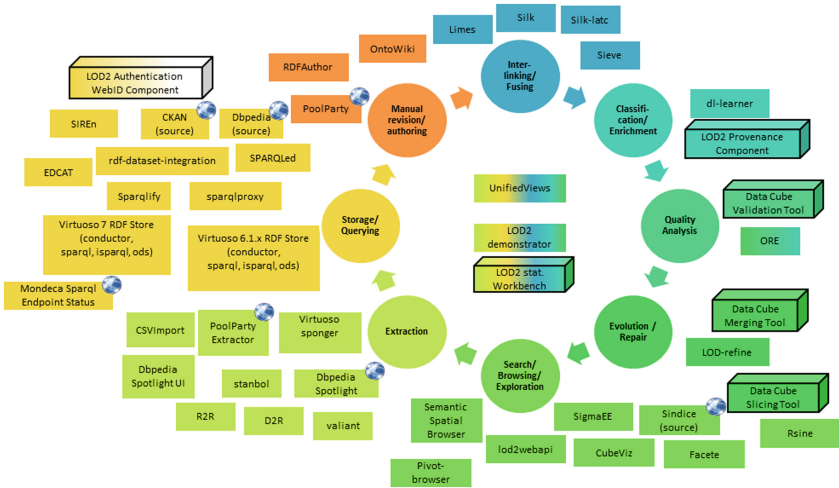 Limes
Silk
Silk-latc
Sieve
OntoWiki
RDFAuthor
PoolParty
LOD2 Authentication
WebID Component
SIREn
CKAN
(source)
Dbpedia
(source)
EDCAT
rdf-dataset-integration
SPARQLed
Sparqlify
sparqlproxy
Virtuoso 7 RDF Store
(conductor,
sparql, isparql, ods)
Virtuoso 6.1.x RDF Store
(conductor,
sparql, isparql, ods)
Mondeca Sparql
Endpoint Status
Inter-
linking/
Fusing
Manual
revision/
authoring
Classifi-
cation/
Enrichment
Storage/
Querying
Quality
Analysis
Extraction
Evolution /
Repair
Search/
Browsing/
Exploration
UnifiedViews
LOD2
demonstrator
LOD2 stat.
Workbench
dl-learner
LOD2 Provenance
Component
Data Cube
Validation Tool
ORE
Data Cube
Merging Tool
LOD-refine
Data Cube
Slicing Tool
CSVImport
PoolParty
Extractor
Virtuoso
sponger
Dbpedia
Spotlight UI
stanbol
Dbpedia
Spotlight
R2R
D2R
valiant
Semantic
Spatial
Browser
SigmaEE
Sindice
(source)
Rsine
Pivot-
browser
lod2webapi
CubeViz
Facete